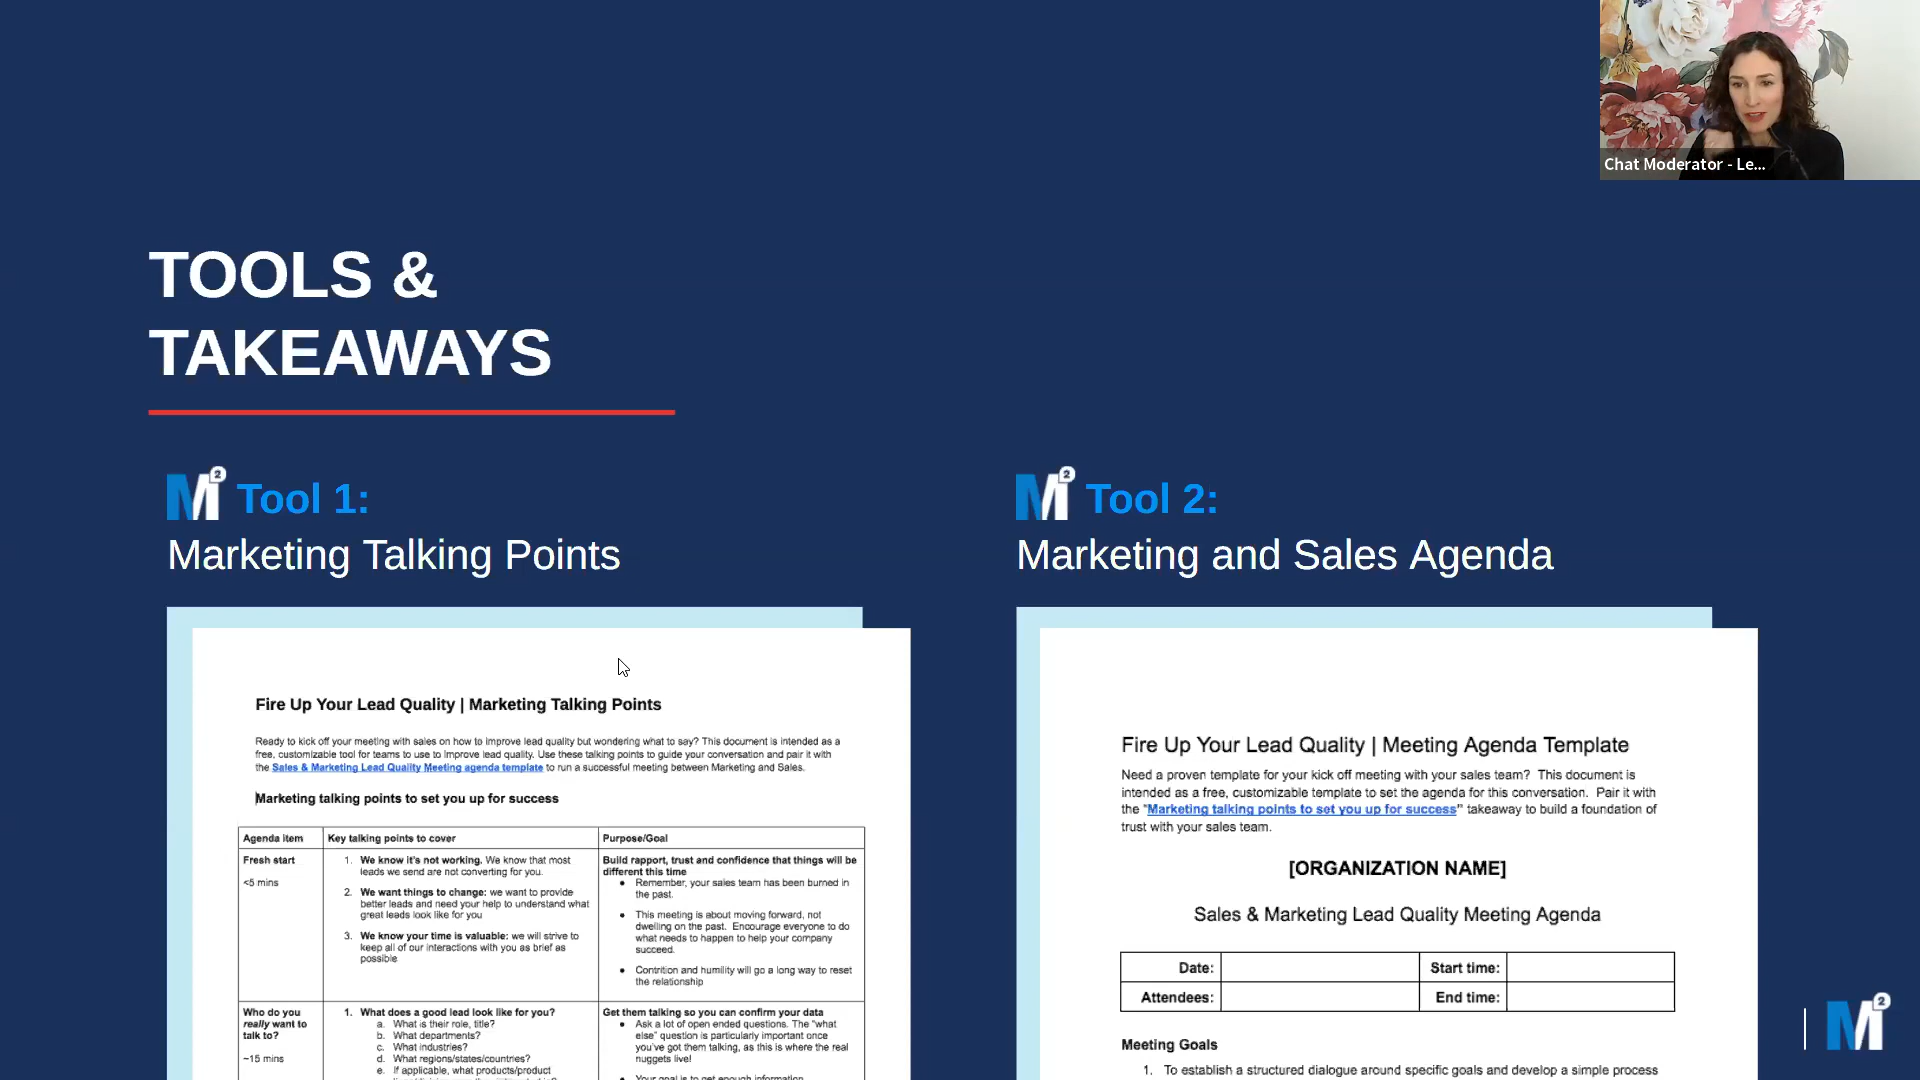 Chat Moderator - Le...
TOOLS &
TAKEAWAYS
M2 Tool 1:
Marketing Talking Points
Fire Up Your Lead Quality | Marketing Talking Points
Ready to kick off your meeting with sales on how to improve lead quality but wondering what to say? This document is intended as a
free, customizable tool for teams to use to improve lead quality. Use these talking points to guide your conversation and pair it with
the Sales & Marketing Lead Quality Meeting agenda template to run a successful meeting between Marketing and Sales.
Marketing talking points to set you up for success
Agenda item
Key talking points to cover
Purpose/Goal
Fresh start
<5 mins
1. We know it's not working. We know that most
leads we send are not converting for you.
2. We want things to change: we want to provide
better leads and need your help to understand what
great leads look like for you
3. We know your time is valuable: we will strive to
keep all of our interactions with you as brief as
possible
Build rapport, trust and confidence that things will be
different this time
● Remember, your sales team has been burned in
the past.
● This meeting is about moving forward, not
dwelling on the past. Encourage everyone to do
what needs to happen to help your company
succeed.
● Contrition and humility will go a long way to reset
the relationship
Who do you
really want to
talk to?
~15 mins
1. What does a good lead look like for you?
a. What is their role, title?
b. What departments?
c. What industries?
d. What regions/states/countries?
e. If applicable, what products/product
Get them talking so you can confirm your data
● Ask a lot of open ended questions. The "what
else" question is particularly important once
you've got them talking, as this is where the real
nuggets live!
● Your goal is to get enough information
M2 Tool 2:
Marketing and Sales Agenda
Fire Up Your Lead Quality | Meeting Agenda Template
Need a proven template for your kick off meeting with your sales team? This document is
intended as a free, customizable template to set the agenda for this conversation. Pair it with
the "Marketing talking points to set you up for success" takeaway to build a foundation of
trust with your sales team.
[ORGANIZATION NAME]
Sales & Marketing Lead Quality Meeting Agenda
Date:
Start time:
Attendees:
End time:
Meeting Goals
1. To establish a structured dialogue around specific goals and develop a simple process
M2